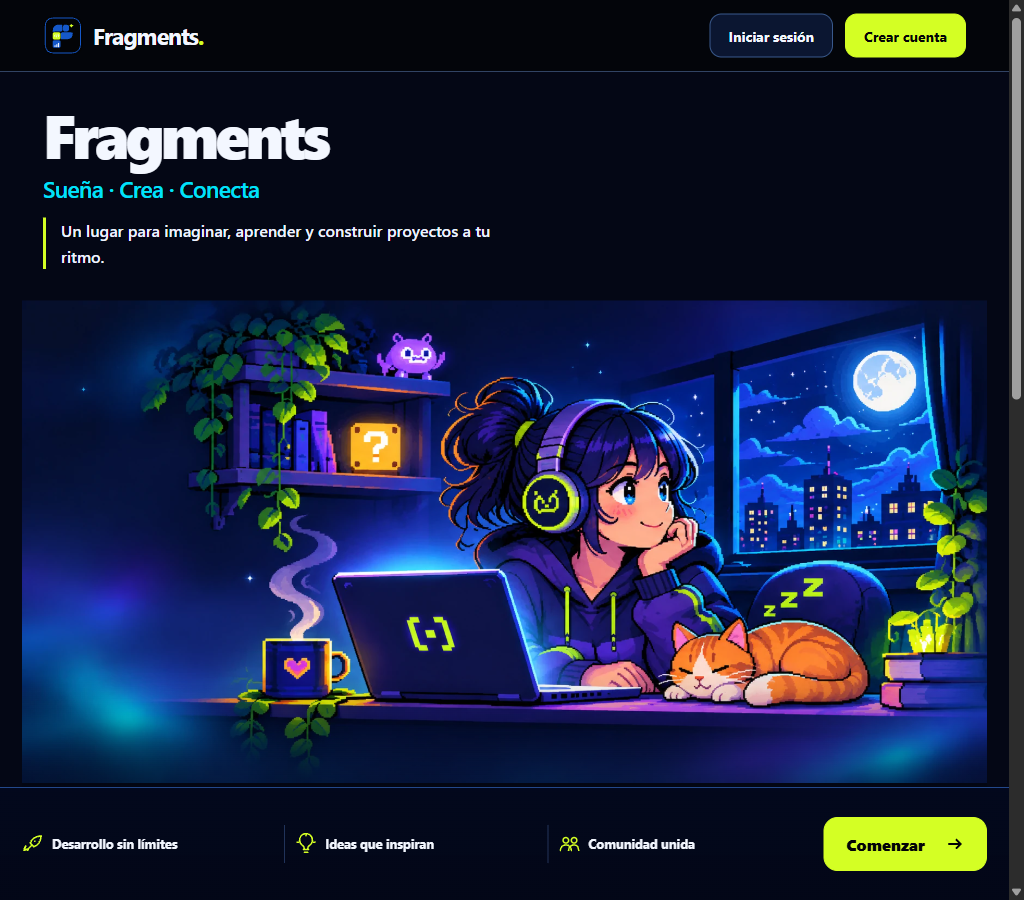 Fragments.
Iniciar sesión
Crear cuenta
Fragments
Sueña · Crea · Conecta
Un lugar para imaginar, aprender y construir proyectos a tu
ritmo.
?
[·]
z z z
Desarrollo sin límites
Ideas que inspiran
Comunidad unida
Comenzar →